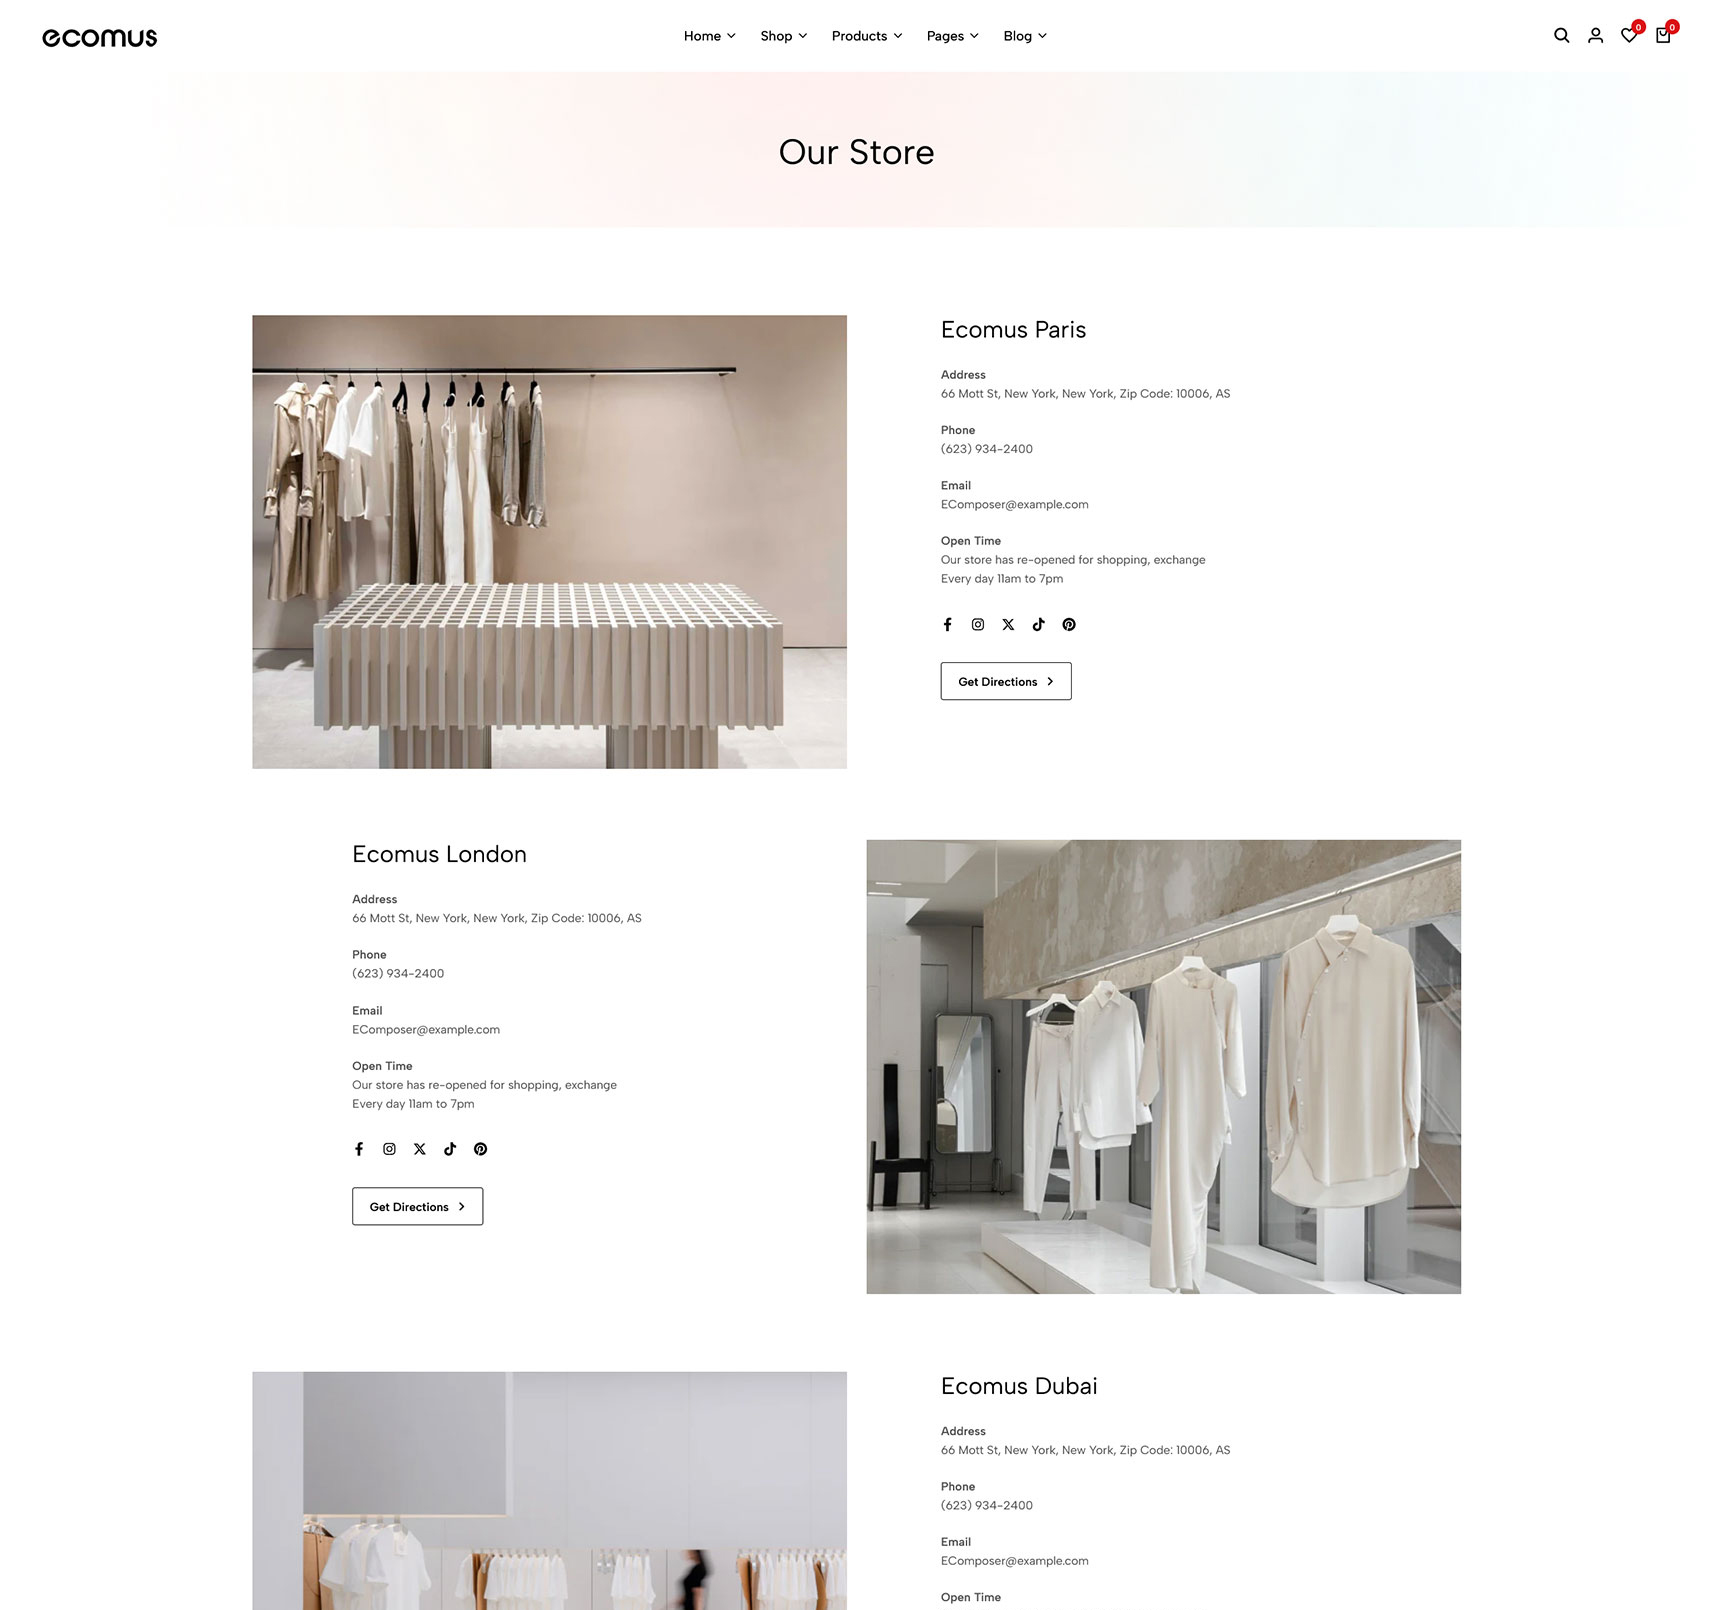 ecomus
Home
Shop
Products
Pages
Blog
0
0
Our Store
Ecomus Paris
Address
66 Mott St, New York, New York, Zip Code: 10006, AS
Phone
(623) 934-2400
Email
EComposer@example.com
Open Time
Our store has re-opened for shopping, exchange
Every day 11am to 7pm
Get Directions
Ecomus London
Address
66 Mott St, New York, New York, Zip Code: 10006, AS
Phone
(623) 934-2400
Email
EComposer@example.com
Open Time
Our store has re-opened for shopping, exchange
Every day 11am to 7pm
Get Directions
Ecomus Dubai
Address
66 Mott St, New York, New York, Zip Code: 10006, AS
Phone
(623) 934-2400
Email
EComposer@example.com
Open Time